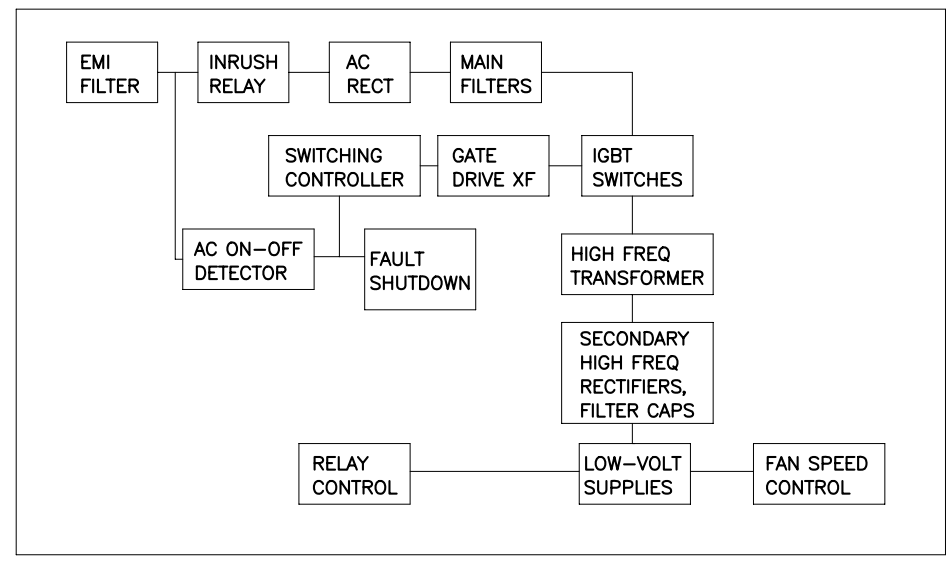 EMI
FILTER
INRUSH
RELAY
AC
RECT
MAIN
FILTERS
SWITCHING
CONTROLLER
GATE
DRIVE XF
IGBT
SWITCHES
AC ON-OFF
DETECTOR
FAULT
SHUTDOWN
HIGH FREQ
TRANSFORMER
SECONDARY
HIGH FREQ
RECTIFIERS,
FILTER CAPS
RELAY
CONTROL
LOW-VOLT
SUPPLIES
FAN SPEED
CONTROL